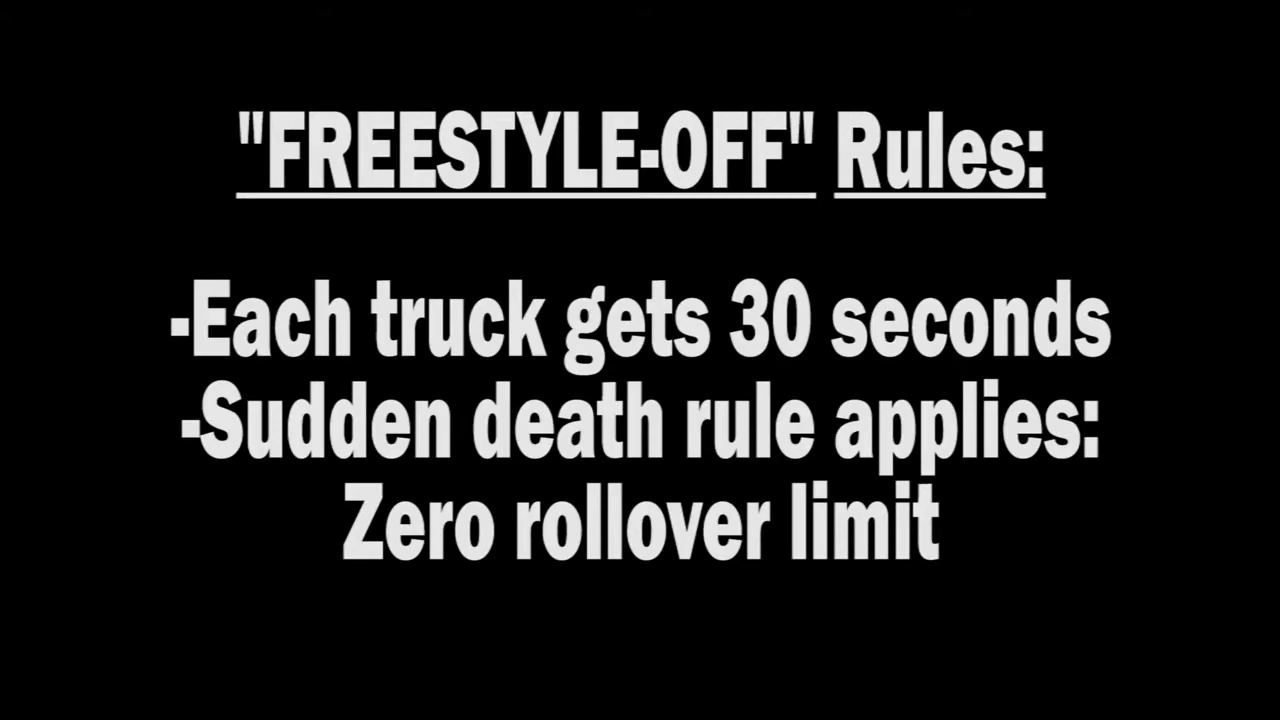 "FREESTYLE-OFF" Rules:
-Each truck gets 30 seconds
-Sudden death rule applies:
Zero rollover limit